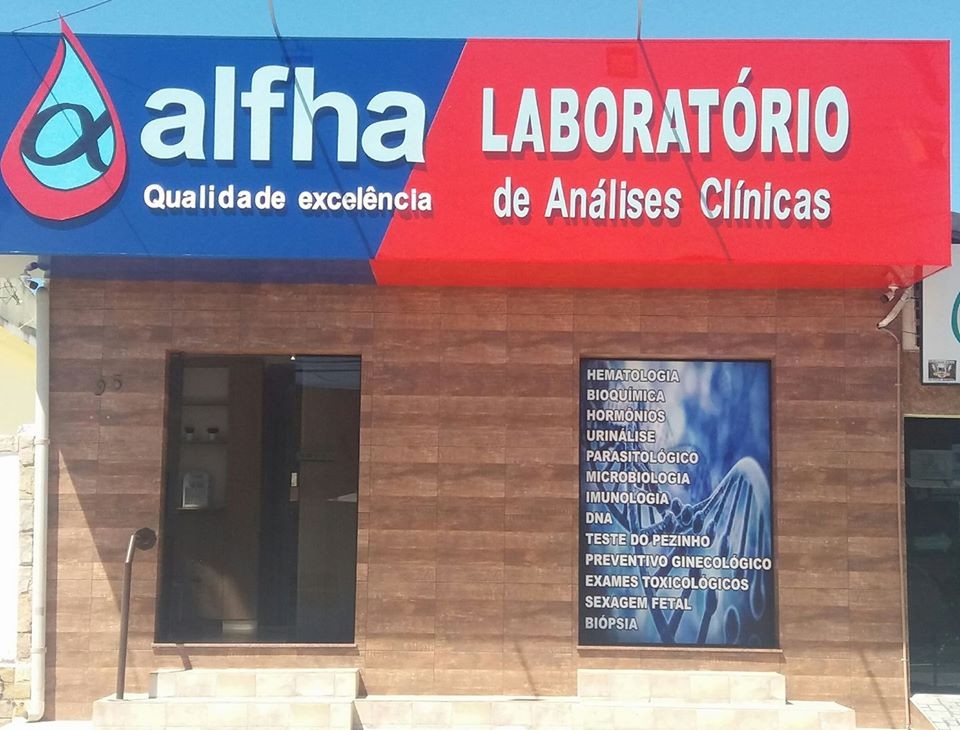 alfha
Qualidade excelência
LABORATÓRIO
de Análises Clínicas
93
HEMATOLOGIA
BIOQUÍMICA
HORMÔNIOS
URINÁLISE
PARASITOLÓGICO
MICROBIOLOGIA
IMUNOLOGIA
DNA
TESTE DO PEZINHO
PREVENTIVO GINECOLÓGICO
EXAMES TOXICOLÓGICOS
SEXAGEM FETAL
BIÓPSIA